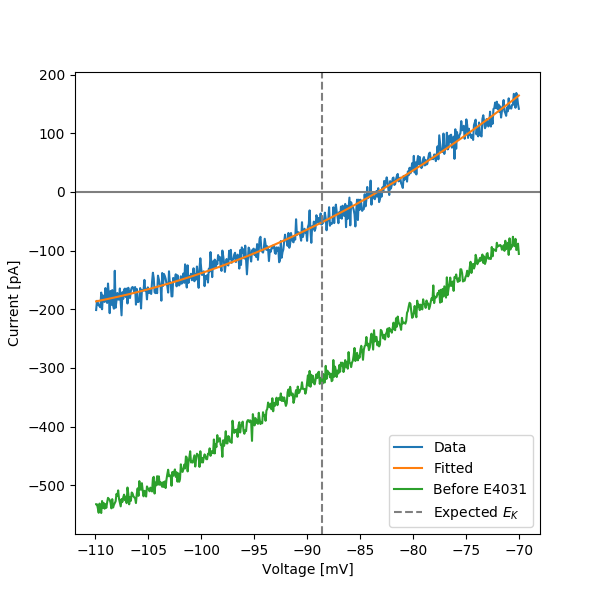 200
100
0
−100
−200
−300
−400
−500
Current [pA]
−110
−105
−100
−95
−90
−85
−80
−75
−70
Voltage [mV]
Data
Fitted
Before E4031
Expected E_K